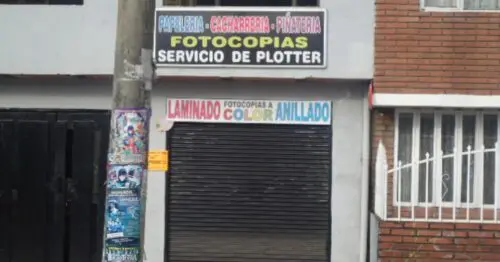 PAPELERIA - CACHARRERIA - PIÑATERIA
FOTOCOPIAS
SERVICIO DE PLOTTER
LAMINADO FOTOCOPIAS A COLOR ANILLADO